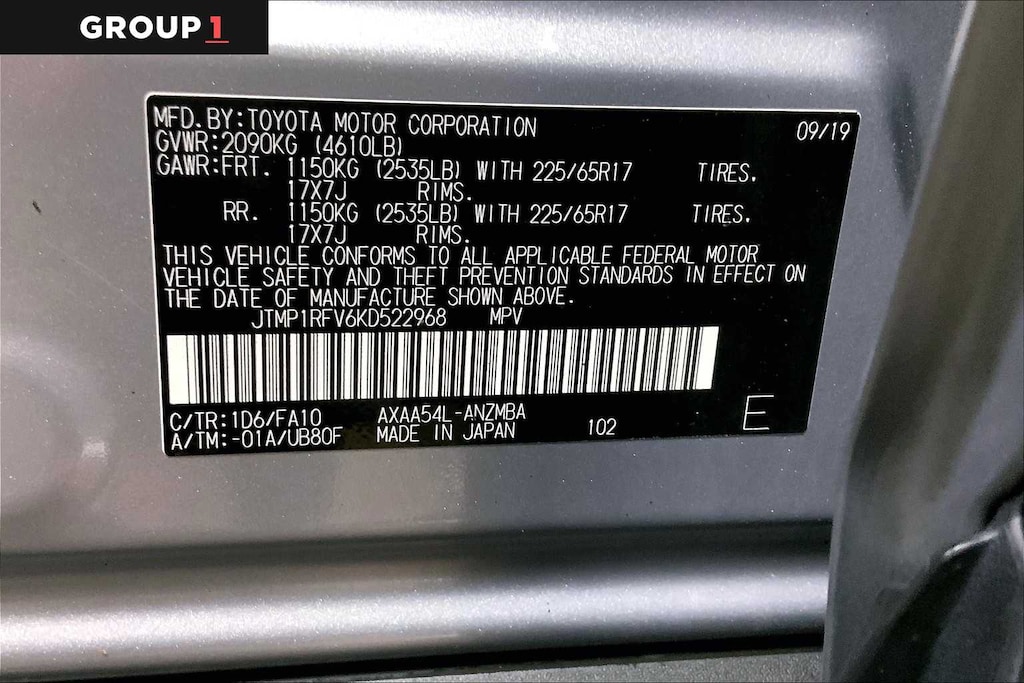 GROUP 1
MFD.BY:TOYOTA MOTOR CORPORATION 09/19
GVWR:2090KG (4610LB)
GAWR:FRT. 1150KG (2535LB) WITH 225/65R17 TIRES.
17X7J RIMS.
RR. 1150KG (2535LB) WITH 225/65R17 TIRES.
17X7J RIMS.
THIS VEHICLE CONFORMS TO ALL APPLICABLE FEDERAL MOTOR
VEHICLE SAFETY AND THEFT PREVENTION STANDARDS IN EFFECT ON
THE DATE OF MANUFACTURE SHOWN ABOVE.
JTMP1RFV6KD522968 MPV
C/TR:1D6/FA10 AXAA54L-ANZMBA
A/TM:-01A/UB80F MADE IN JAPAN 102 E